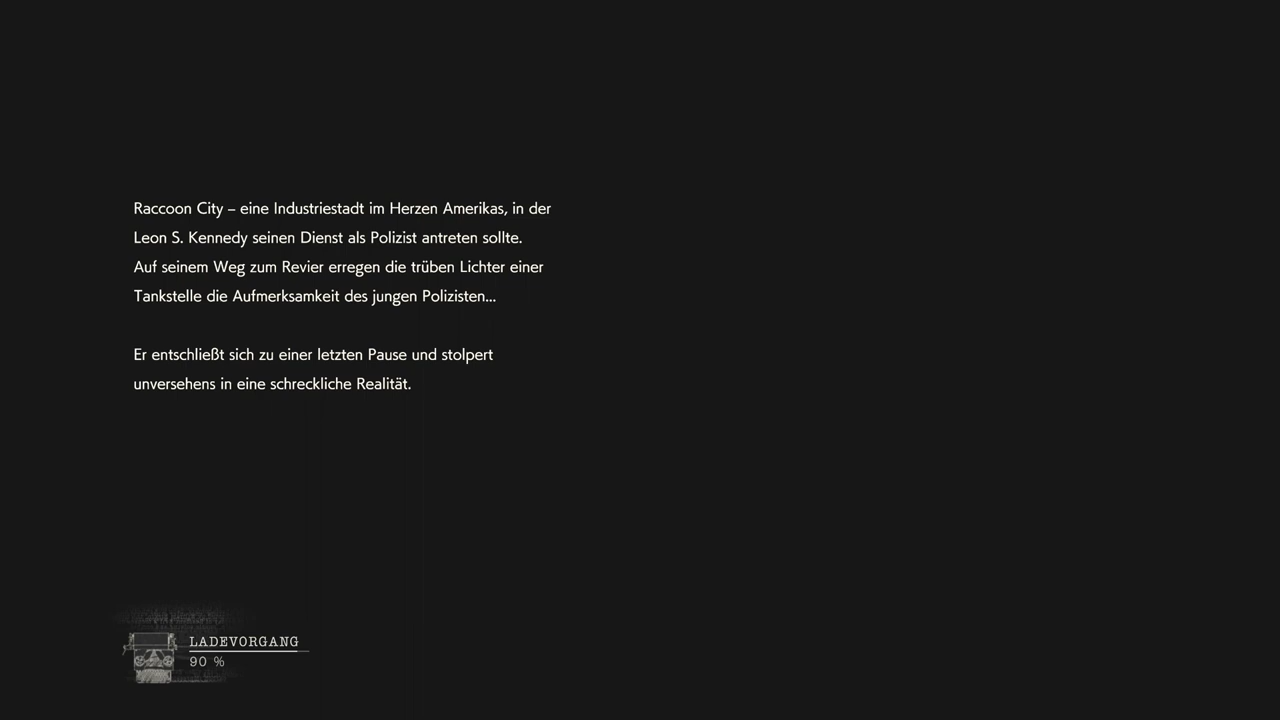 Raccoon City – eine Industriestadt im Herzen Amerikas, in der
Leon S. Kennedy seinen Dienst als Polizist antreten sollte.
Auf seinem Weg zum Revier erregen die trüben Lichter einer
Tankstelle die Aufmerksamkeit des jungen Polizisten...
Er entschließt sich zu einer letzten Pause und stolpert
unversehens in eine schreckliche Realität.
LADEVORGANG
90 %